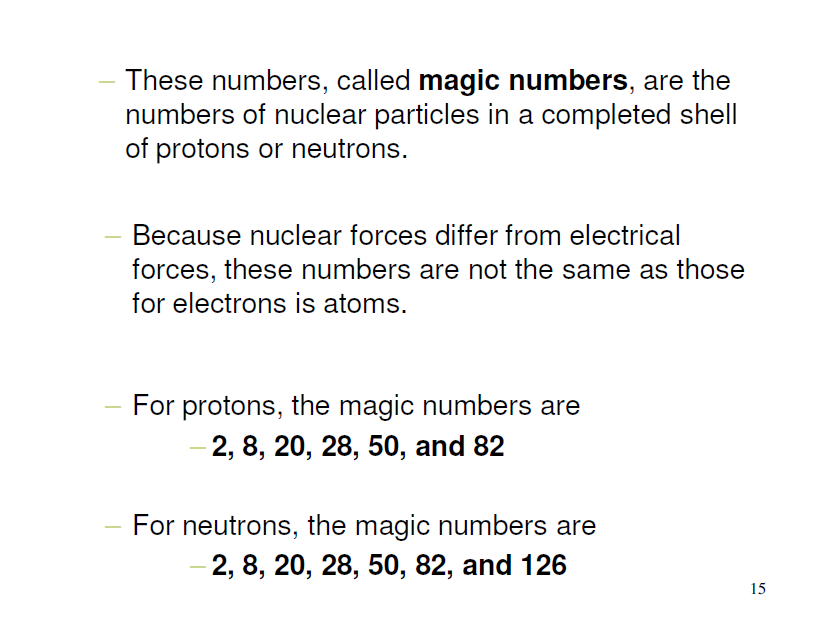 – These numbers, called magic numbers, are the
numbers of nuclear particles in a completed shell
of protons or neutrons.
– Because nuclear forces differ from electrical
forces, these numbers are not the same as those
for electrons is atoms.
– For protons, the magic numbers are
– 2, 8, 20, 28, 50, and 82
– For neutrons, the magic numbers are
– 2, 8, 20, 28, 50, 82, and 126
15